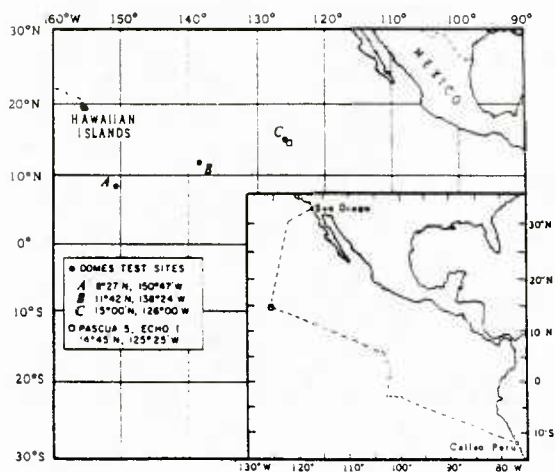 160°W 150° 140° 130° 120° 110° 100° 90°
30°N
20°N
10°N
0°
10°S
20°S
30°S
MEXICO
HAWAIIAN
ISLANDS
A
B
C
DOMES TEST SITES
A 8°27'N, 150°47'W
B 11°42'N, 138°24'W
C 15°00'N, 126°00'W
PASCUA 5, ECHO I
14°45'N, 125°25'W
San Diego
30°N
20°
10°
0
10°S
Callao Peru
130°W 120° 110° 100° 90° 80°W